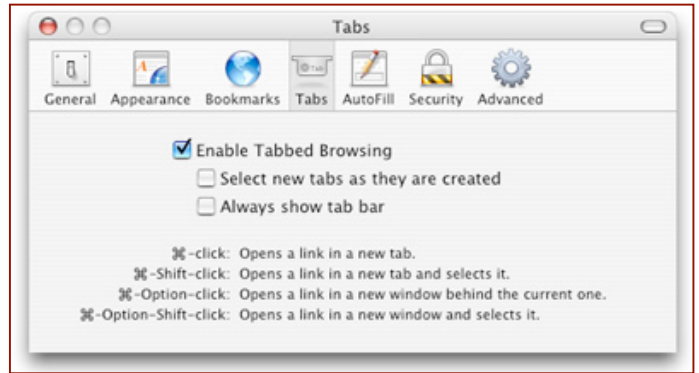 Tabs
TAB
General Appearance Bookmarks Tabs AutoFill Security Advanced
Enable Tabbed Browsing
Select new tabs as they are created
Always show tab bar
⌘-click: Opens a link in a new tab.
⌘-Shift-click: Opens a link in a new tab and selects it.
⌘-Option-click: Opens a link in a new window behind the current one.
⌘-Option-Shift-click: Opens a link in a new window and selects it.